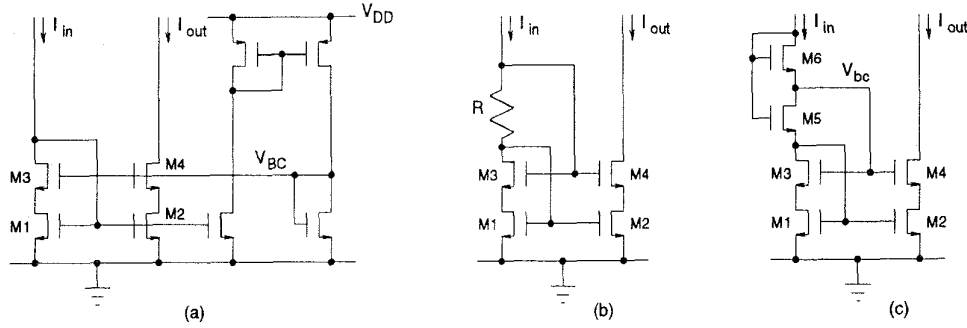 I in
I out
V DD
M3
M4
V BC
M1
M2
(a)
I in
I out
R
M3
M4
M1
M2
(b)
I in
I out
M6
V bc
M5
M3
M4
M1
M2
(c)